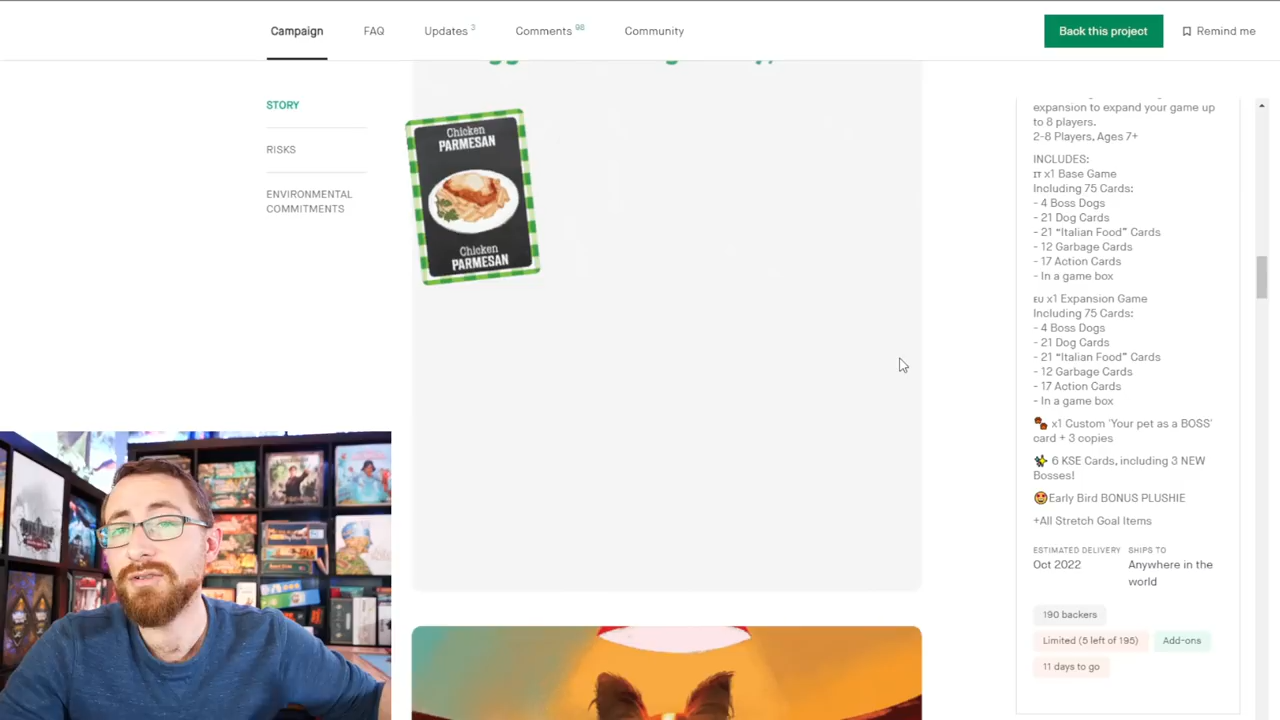 Campaign
FAQ
Updates 3
Comments 96
Community
Back this project
Remind me
STORY
RISKS
ENVIRONMENTAL
COMMITMENTS
Chicken
PARMESAN
Chicken
PARMESAN
expansion to expand your game up
to 8 players.
2-8 Players, Ages 7+
INCLUDES:
IT x1 Base Game
Including 75 Cards:
- 4 Boss Dogs
- 21 Dog Cards
- 21 “Italian Food” Cards
- 12 Garbage Cards
- 17 Action Cards
- In a game box
EU x1 Expansion Game
Including 75 Cards:
- 4 Boss Dogs
- 21 Dog Cards
- 21 “Italian Food” Cards
- 12 Garbage Cards
- 17 Action Cards
- In a game box
x1 Custom 'Your pet as a BOSS'
card + 3 copies
6 KSE Cards, including 3 NEW
Bosses!
Early Bird BONUS PLUSHIE
+All Stretch Goal Items
ESTIMATED DELIVERY
Oct 2022
SHIPS TO
Anywhere in the
world
190 backers
Limited (5 left of 195)
Add-ons
11 days to go